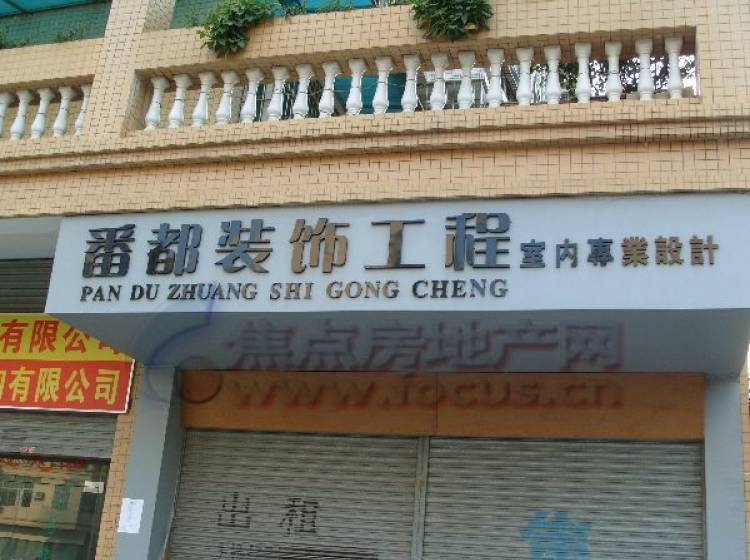 番都装饰工程 室内專業設計
PAN DU ZHUANG SHI GONG CHENG
有限公司
有限公司
焦点房地产网
www.focus.cn
出租